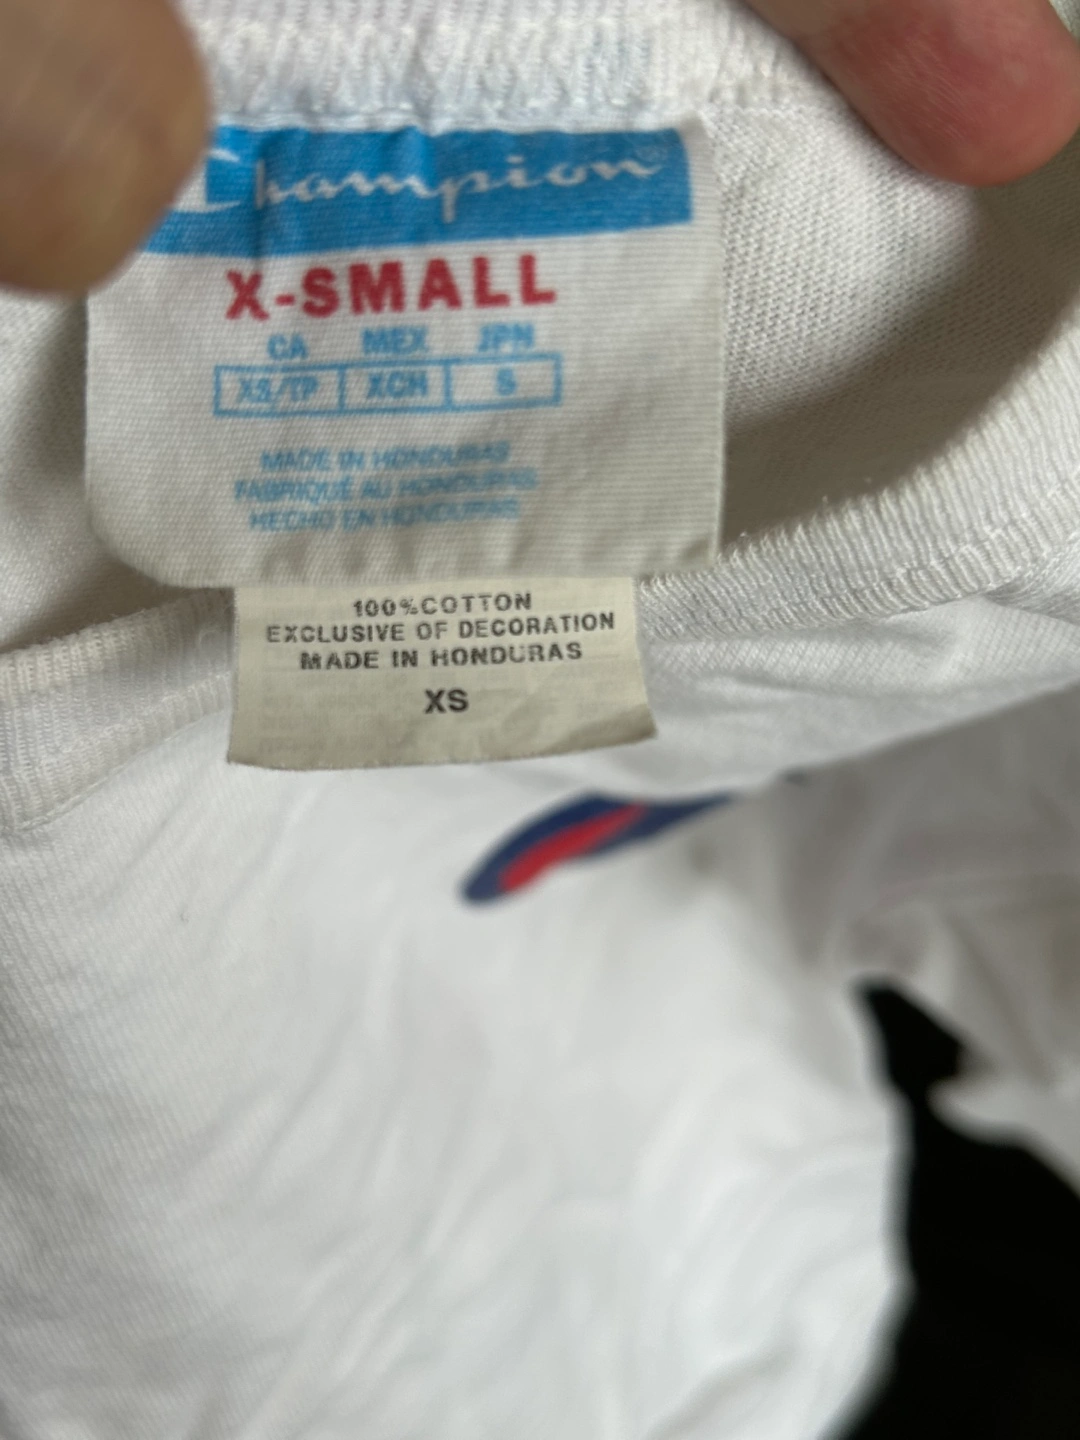 Champion®
X-SMALL
CA MEX JPN
XS/TP XCH S
MADE IN HONDURAS
FABRIQUÉ AU HONDURAS
HECHO EN HONDURAS
100%COTTON
EXCLUSIVE OF DECORATION
MADE IN HONDURAS
XS